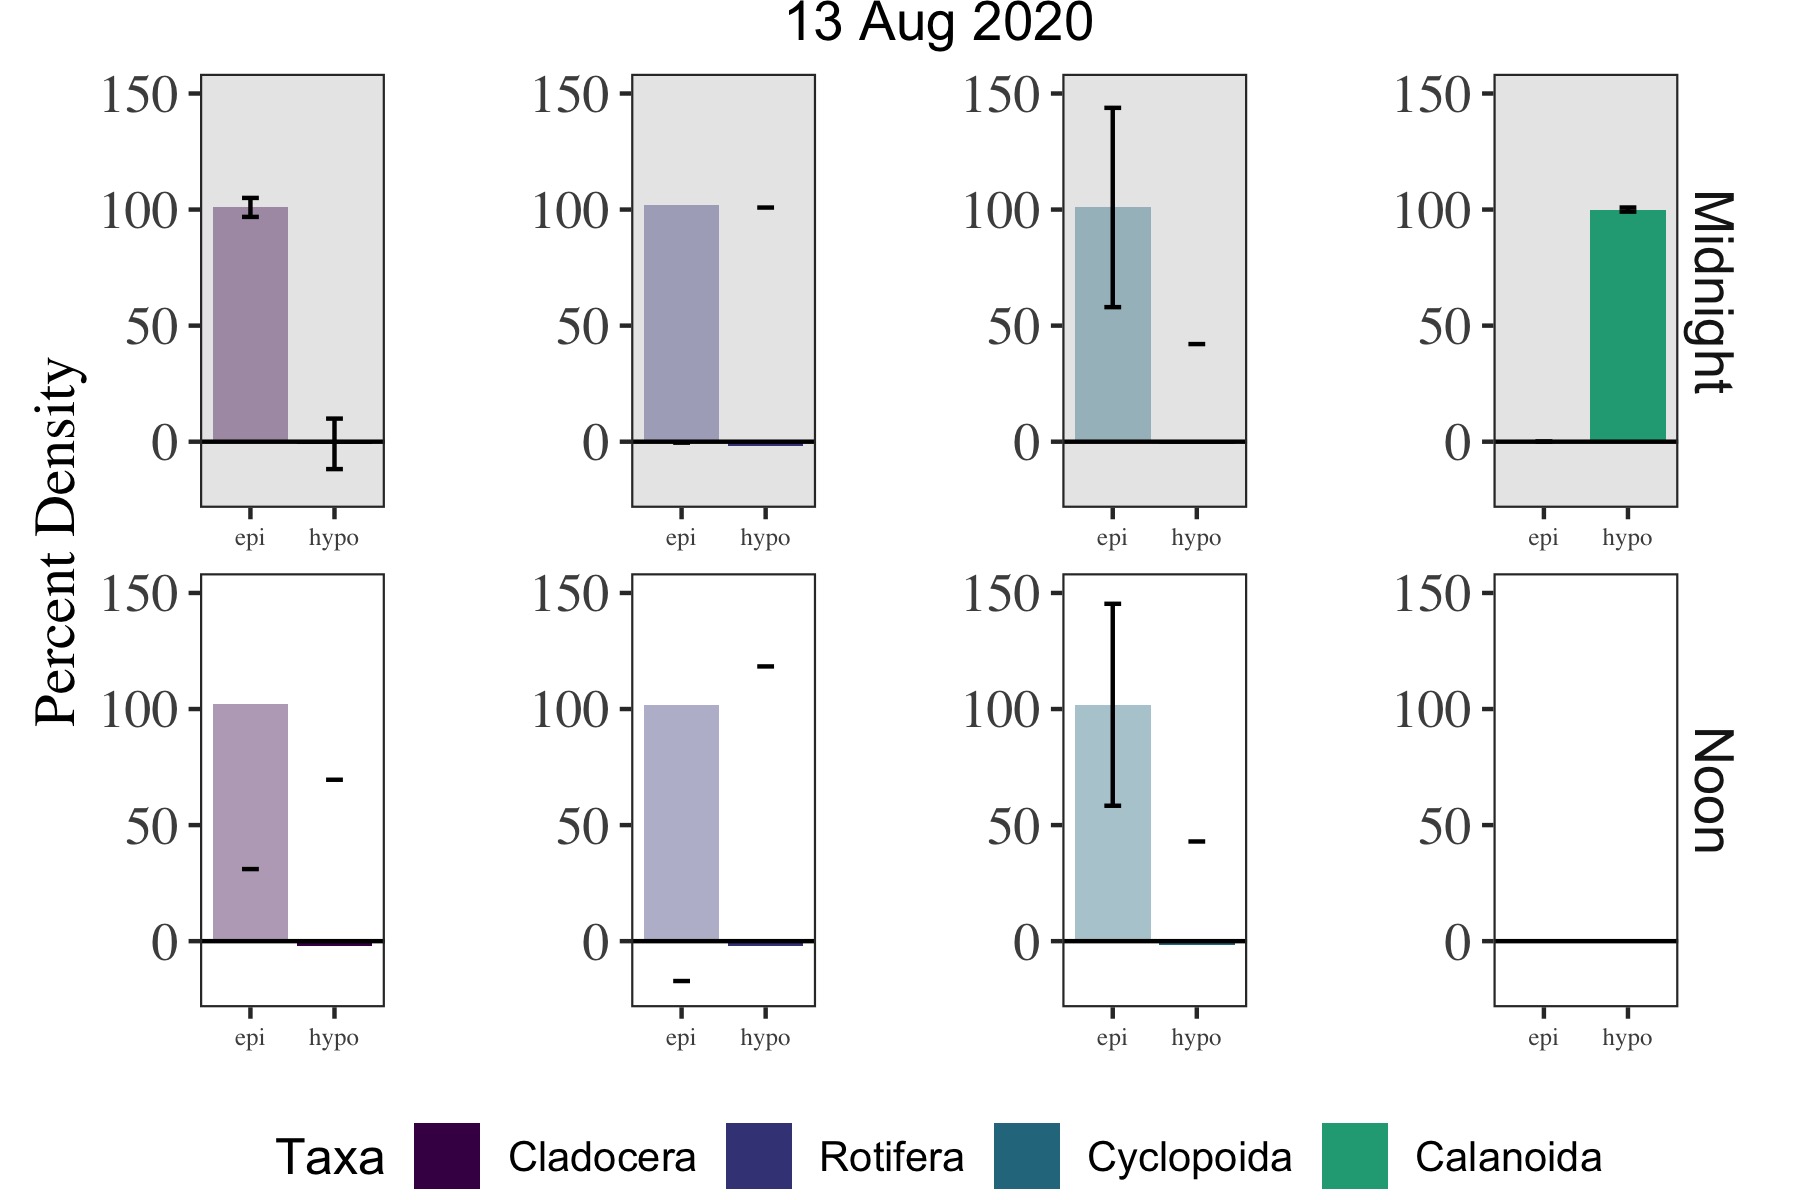 13 Aug 2020
150 150 150 150
100 100 100 100
50 50 50 50
0 0 0 0
epi hypo epi hypo epi hypo epi hypo
Midnight
Percent Density
150 150 150 150
100 100 100 100
50 50 50 50
0 0 0 0
epi hypo epi hypo epi hypo epi hypo
Noon
Taxa Cladocera Rotifera Cyclopoida Calanoida